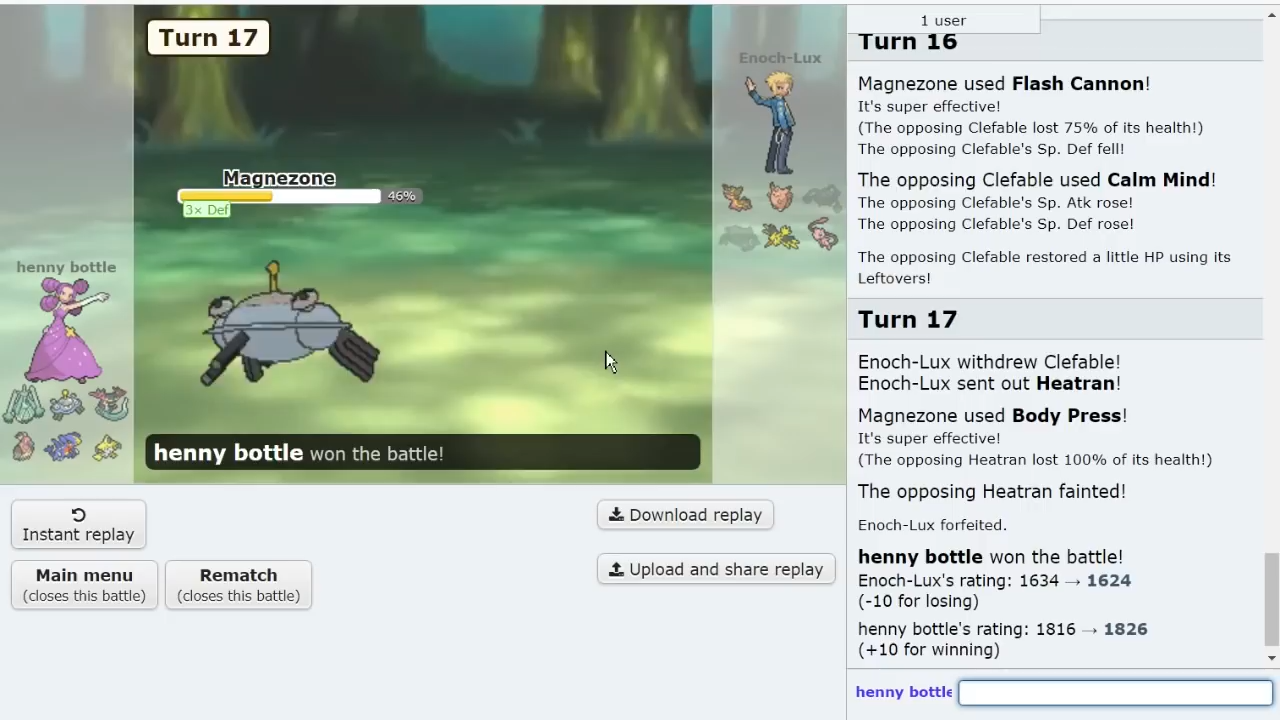 Turn 17
Enoch-Lux
Magnezone
46%
3× Def
henny bottle
henny bottle won the battle!
Instant replay
Download replay
Main menu
(closes this battle)
Rematch
(closes this battle)
Upload and share replay
1 user
Turn 16
Magnezone used Flash Cannon!
It's super effective!
(The opposing Clefable lost 75% of its health!)
The opposing Clefable's Sp. Def fell!
The opposing Clefable used Calm Mind!
The opposing Clefable's Sp. Atk rose!
The opposing Clefable's Sp. Def rose!
The opposing Clefable restored a little HP using its
Leftovers!
Turn 17
Enoch-Lux withdrew Clefable!
Enoch-Lux sent out Heatran!
Magnezone used Body Press!
It's super effective!
(The opposing Heatran lost 100% of its health!)
The opposing Heatran fainted!
Enoch-Lux forfeited.
henny bottle won the battle!
Enoch-Lux's rating: 1634 → 1624
(-10 for losing)
henny bottle's rating: 1816 → 1826
(+10 for winning)
henny bottle